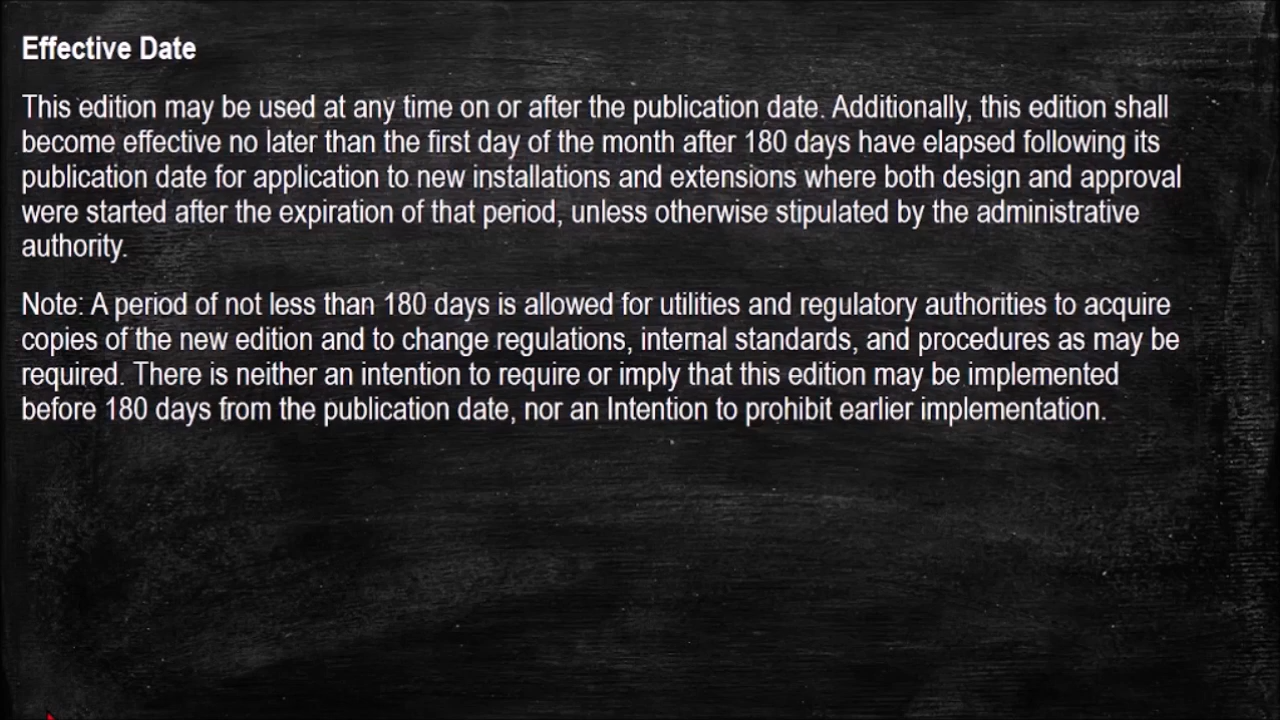 Effective Date
This edition may be used at any time on or after the publication date. Additionally, this edition shall
become effective no later than the first day of the month after 180 days have elapsed following its
publication date for application to new installations and extensions where both design and approval
were started after the expiration of that period, unless otherwise stipulated by the administrative
authority.
Note: A period of not less than 180 days is allowed for utilities and regulatory authorities to acquire
copies of the new edition and to change regulations, internal standards, and procedures as may be
required. There is neither an intention to require or imply that this edition may be implemented
before 180 days from the publication date, nor an Intention to prohibit earlier implementation.